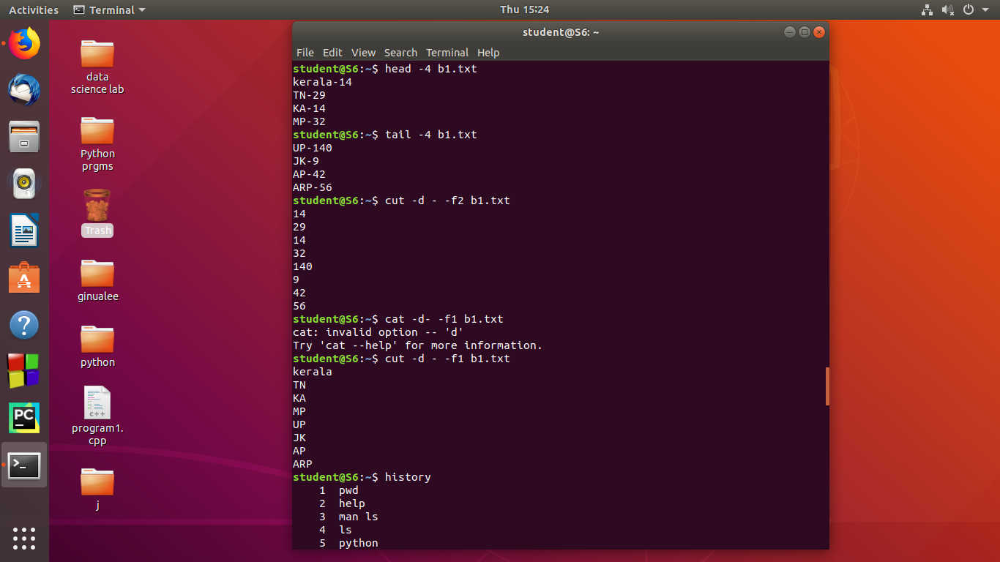 Activities
Terminal
Thu 15:24
data
science lab
Python
prgms
Trash
ginualee
python
c++
program1.
cpp
j
PC
student@S6: ~
File Edit View Search Terminal Help
student@S6:~$ head -4 b1.txt
kerala-14
TN-29
KA-14
MP-32
student@S6:~$ tail -4 b1.txt
UP-140
JK-9
AP-42
ARP-56
student@S6:~$ cut -d - -f2 b1.txt
14
29
14
32
140
9
42
56
student@S6:~$ cat -d- -f1 b1.txt
cat: invalid option -- 'd'
Try 'cat --help' for more information.
student@S6:~$ cut -d - -f1 b1.txt
kerala
TN
KA
MP
UP
JK
AP
ARP
student@S6:~$ history
1 pwd
2 help
3 man ls
4 ls
5 python